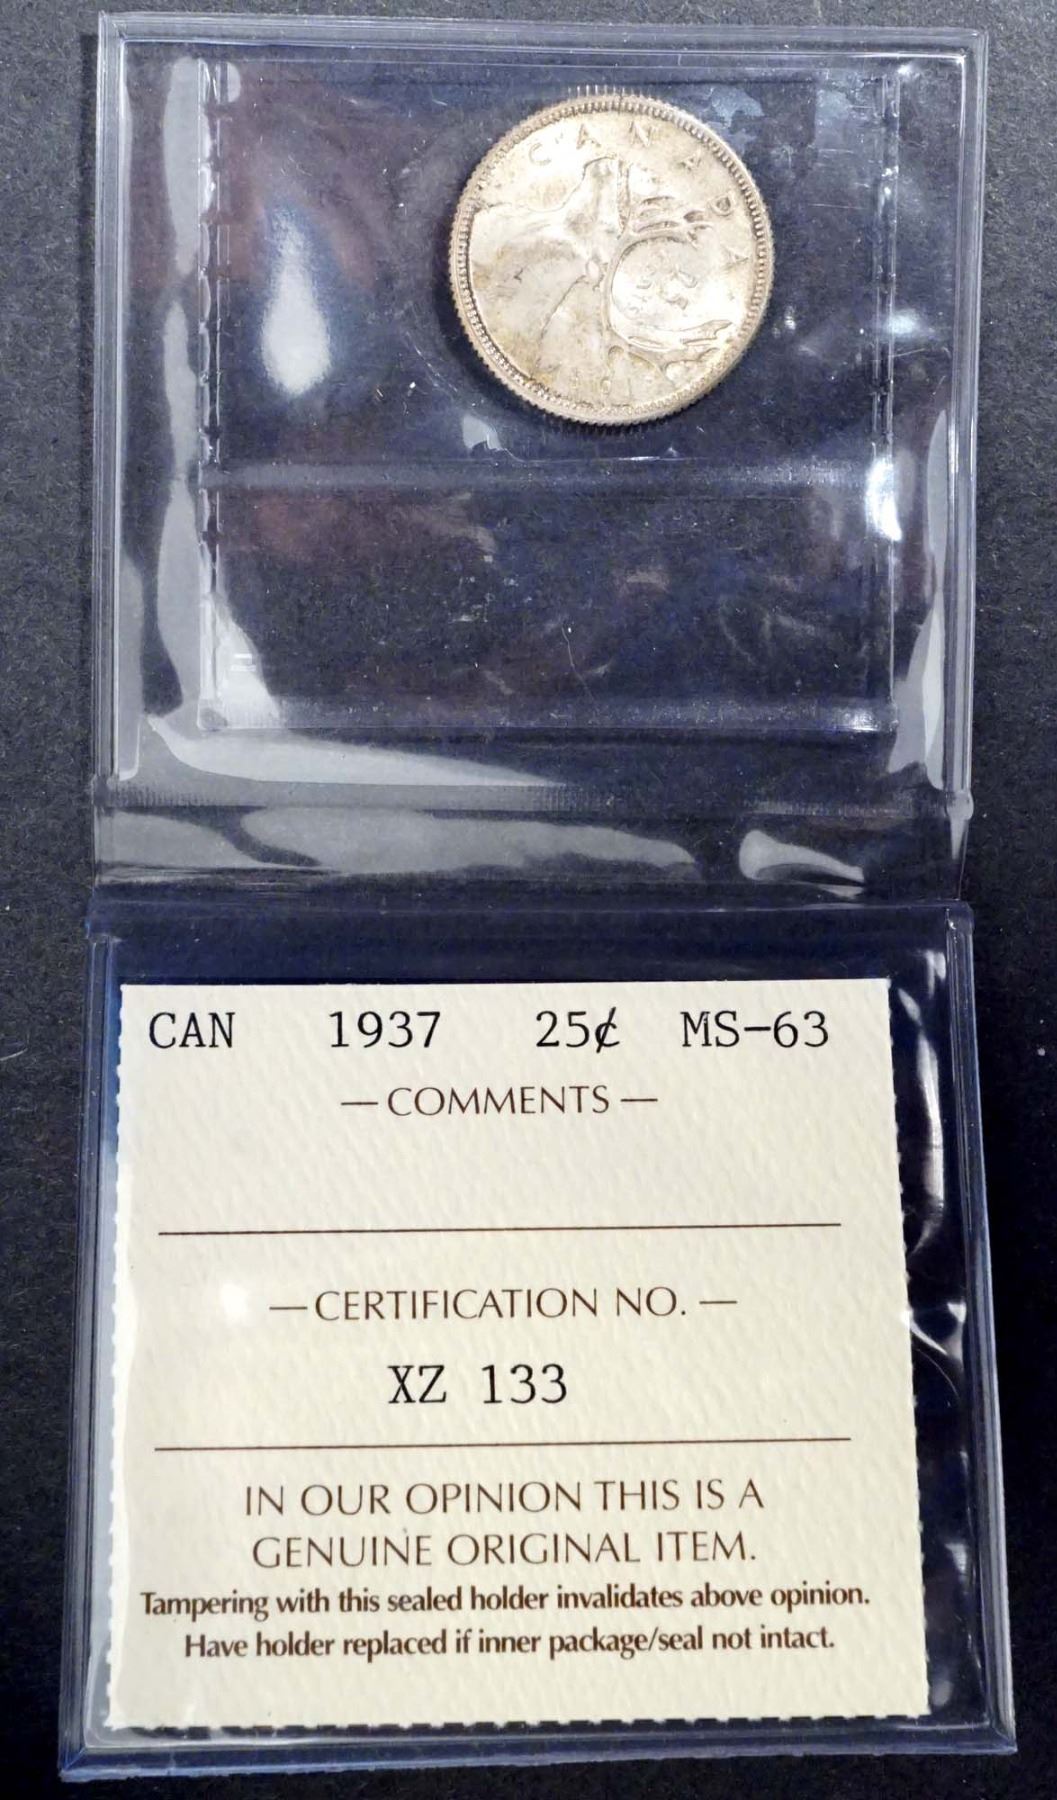 CANADA
CAN 1937 25¢ MS-63
— COMMENTS —
— CERTIFICATION NO. —
XZ 133
IN OUR OPINION THIS IS A
GENUINE ORIGINAL ITEM.
Tampering with this sealed holder invalidates above opinion.
Have holder replaced if inner package/seal not intact.